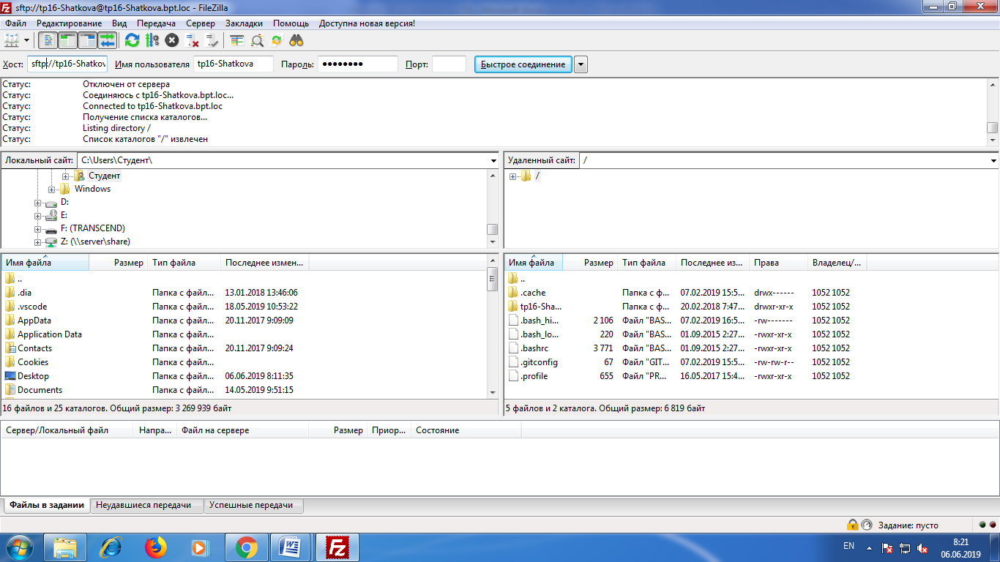 sftp://tp16-Shatkova@tp16-Shatkova.bpt.loc - FileZilla
Файл Редактирование Вид Передача Сервер Закладки Помощь Доступна новая версия!
Хост: sftp://tp16-Shatkov Имя пользователя tp16-Shatkova Пароль: ●●●●●●●● Порт: Быстрое соединение
Статус: Отключен от сервера
Статус: Соединяюсь с tp16-Shatkova.bpt.loc...
Статус: Connected to tp16-Shatkova.bpt.loc
Статус: Получение списка каталогов...
Статус: Listing directory /
Статус: Список каталогов "/" извлечен
Локальный сайт: C:\Users\Студент\
Студент
Windows
D:
E:
F: (TRANSCEND)
Z: (\\server\share)
Удаленный сайт: /
/
Имя файла Размер Тип файла Последнее измен...
..
.dia Папка с файл... 13.01.2018 13:46:06
.vscode Папка с файл... 18.05.2019 10:53:22
AppData Папка с файл... 20.11.2017 9:09:09
Application Data Папка с файл...
Contacts Папка с файл... 20.11.2017 9:09:24
Cookies Папка с файл...
Desktop Папка с файл... 06.06.2019 8:11:35
Documents Папка с файл... 14.05.2019 9:51:15
16 файлов и 25 каталогов. Общий размер: 3 269 939 байт
Имя файла Размер Тип файла Последнее из... Права Владелец/...
..
.cache Папка с ф... 07.02.2019 15:5... drwx------ 1052 1052
tp16-Sha... Папка с ф... 20.02.2018 7:47... drwxr-xr-x 1052 1052
.bash_hi... 2 106 Файл "BAS... 07.02.2019 16:5... -rw------- 1052 1052
.bash_lo... 220 Файл "BAS... 01.09.2015 2:27... -rwxr-xr-x 1052 1052
.bashrc 3 771 Файл "BAS... 01.09.2015 2:27... -rwxr-xr-x 1052 1052
.gitconfig 67 Файл "GIT... 07.02.2019 15:5... -rw-rw-r-- 1052 1052
.profile 655 Файл "PR... 16.05.2017 15:4... -rwxr-xr-x 1052 1052
5 файлов и 2 каталога. Общий размер: 6 819 байт
Сервер/Локальный файл Напра... Файл на сервере Размер Приор... Состояние
Файлы в задании Неудавшиеся передачи Успешные передачи
Задание: пусто
EN 8:21
06.06.2019